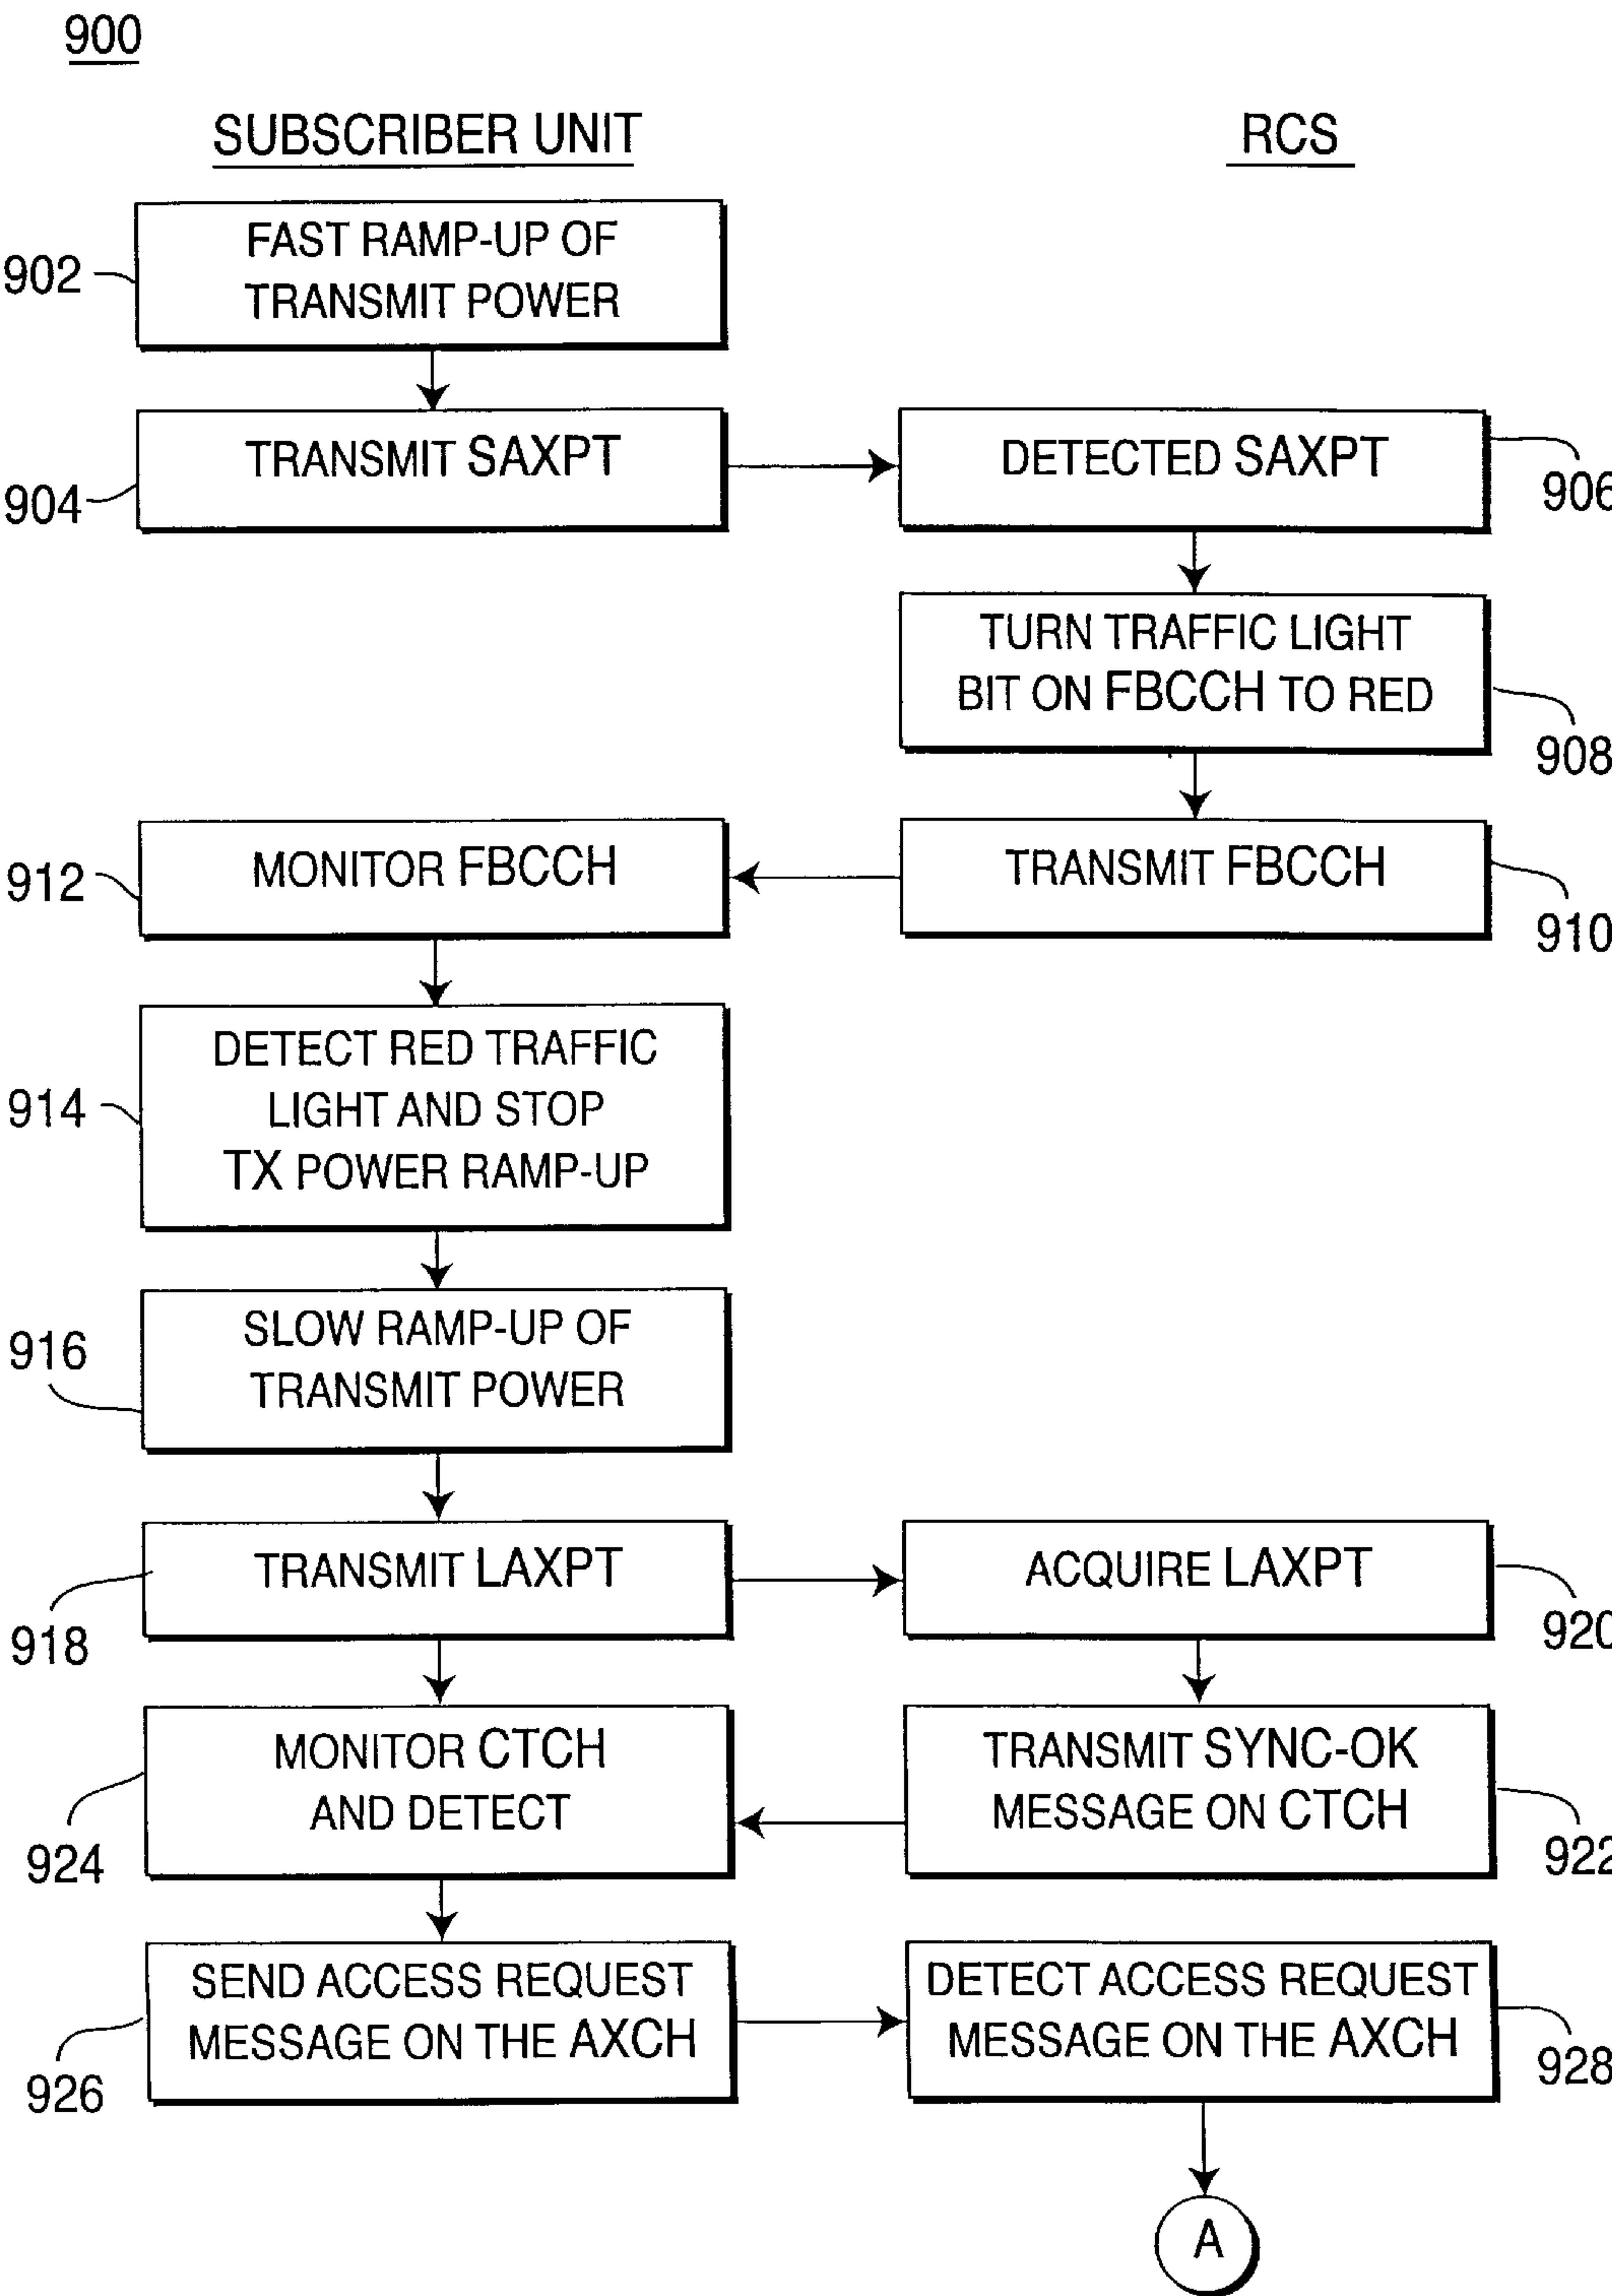 900
SUBSCRIBER UNIT
RCS
FAST RAMP-UP OF
TRANSMIT POWER
902
TRANSMIT SAXPT
904
DETECTED SAXPT
906
TURN TRAFFIC LIGHT
BIT ON FBCCH TO RED
908
MONITOR FBCCH
912
TRANSMIT FBCCH
910
DETECT RED TRAFFIC
LIGHT AND STOP
TX POWER RAMP-UP
914
SLOW RAMP-UP OF
TRANSMIT POWER
916
TRANSMIT LAXPT
918
ACQUIRE LAXPT
920
MONITOR CTCH
AND DETECT
924
TRANSMIT SYNC-OK
MESSAGE ON CTCH
922
SEND ACCESS REQUEST
MESSAGE ON THE AXCH
926
DETECT ACCESS REQUEST
MESSAGE ON THE AXCH
928
A